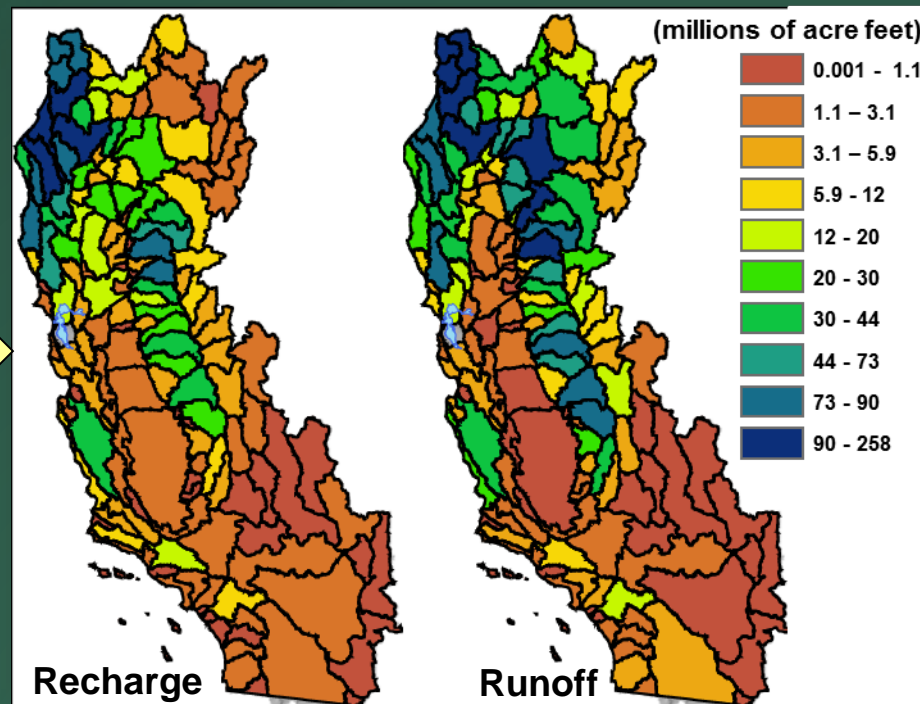 (millions of acre feet)
0.001 - 1.1
1.1 – 3.1
3.1 – 5.9
5.9 - 12
12 - 20
20 - 30
30 - 44
44 - 73
73 - 90
90 - 258
Recharge
Runoff